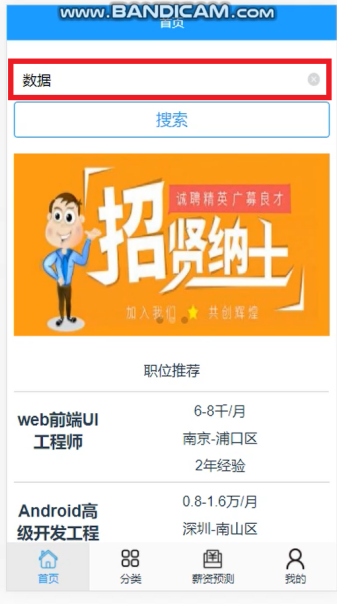 www.BANDICAM.com
首页
数据
搜索
诚聘精英广募良才
招贤纳士
加入我们 共创辉煌
职位推荐
web前端UI
工程师
6-8千/月
南京-浦口区
2年经验
Android高
级开发工程
0.8-1.6万/月
深圳-南山区
首页
分类
薪资预测
我的